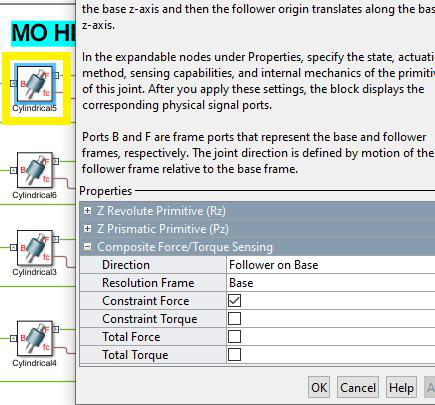 the base z-axis and then the follower origin translates along the bas
z-axis.
In the expandable nodes under Properties, specify the state, actuati
method, sensing capabilities, and internal mechanics of the primitiv
of this joint. After you apply these settings, the block displays the
corresponding physical signal ports.
Ports B and F are frame ports that represent the base and follower
frames, respectively. The joint direction is defined by motion of the
follower frame relative to the base frame.
Properties
Z Revolute Primitive (Rz)
Z Prismatic Primitive (Pz)
Composite Force/Torque Sensing
Direction Follower on Base
Resolution Frame Base
Constraint Force
Constraint Torque
Total Force
Total Torque
OK Cancel Help A
MO HI
B F
fc
Cylindrical5
B F
fc
Cylindrical6
B F
fc
Cylindrical3
B F
fc
Cylindrical4